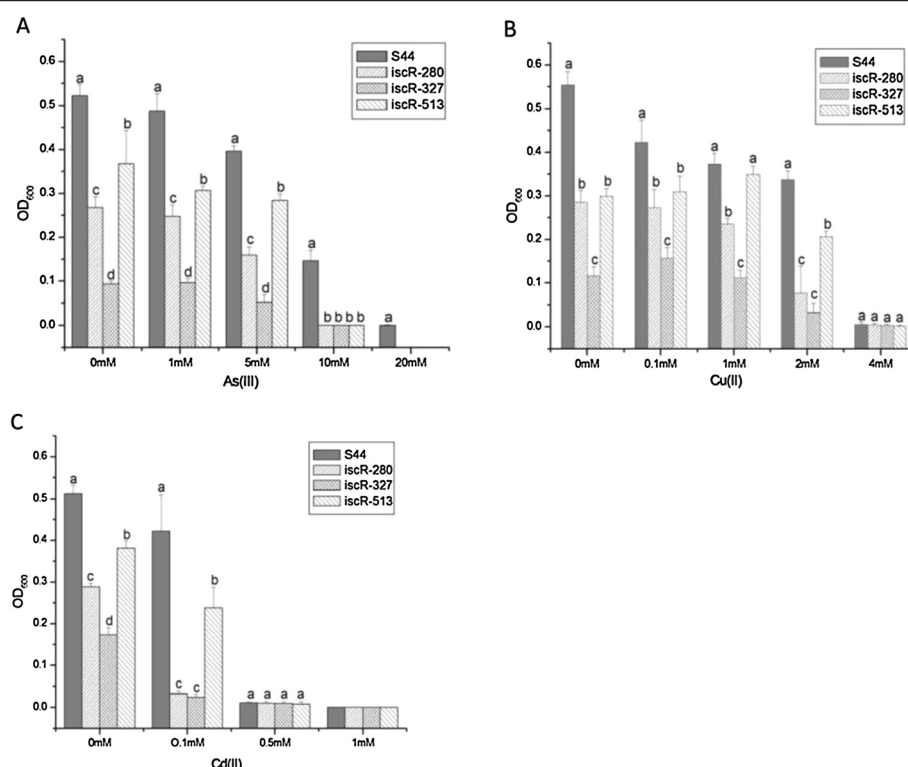 A
S44
iscR-280
iscR-327
iscR-513
OD600
0.6
0.5
0.4
0.3
0.2
0.1
0.0
a c d b
a c d b
a c d b
a b b b b
a
0mM 1mM 5mM 10mM 20mM
As(III)
B
S44
iscR-280
iscR-327
iscR-513
OD600
0.6
0.5
0.4
0.3
0.2
0.1
0.0
a b c b
a b c b
a b c a
a c c b
a a a a
0mM 0.1mM 1mM 2mM 4mM
Cu(II)
C
S44
iscR-280
iscR-327
iscR-513
OD600
0.6
0.5
0.4
0.3
0.2
0.1
0.0
a c d b
a c c b
a a a a
0mM O.1mM 0.5mM 1mM
Cd(II)